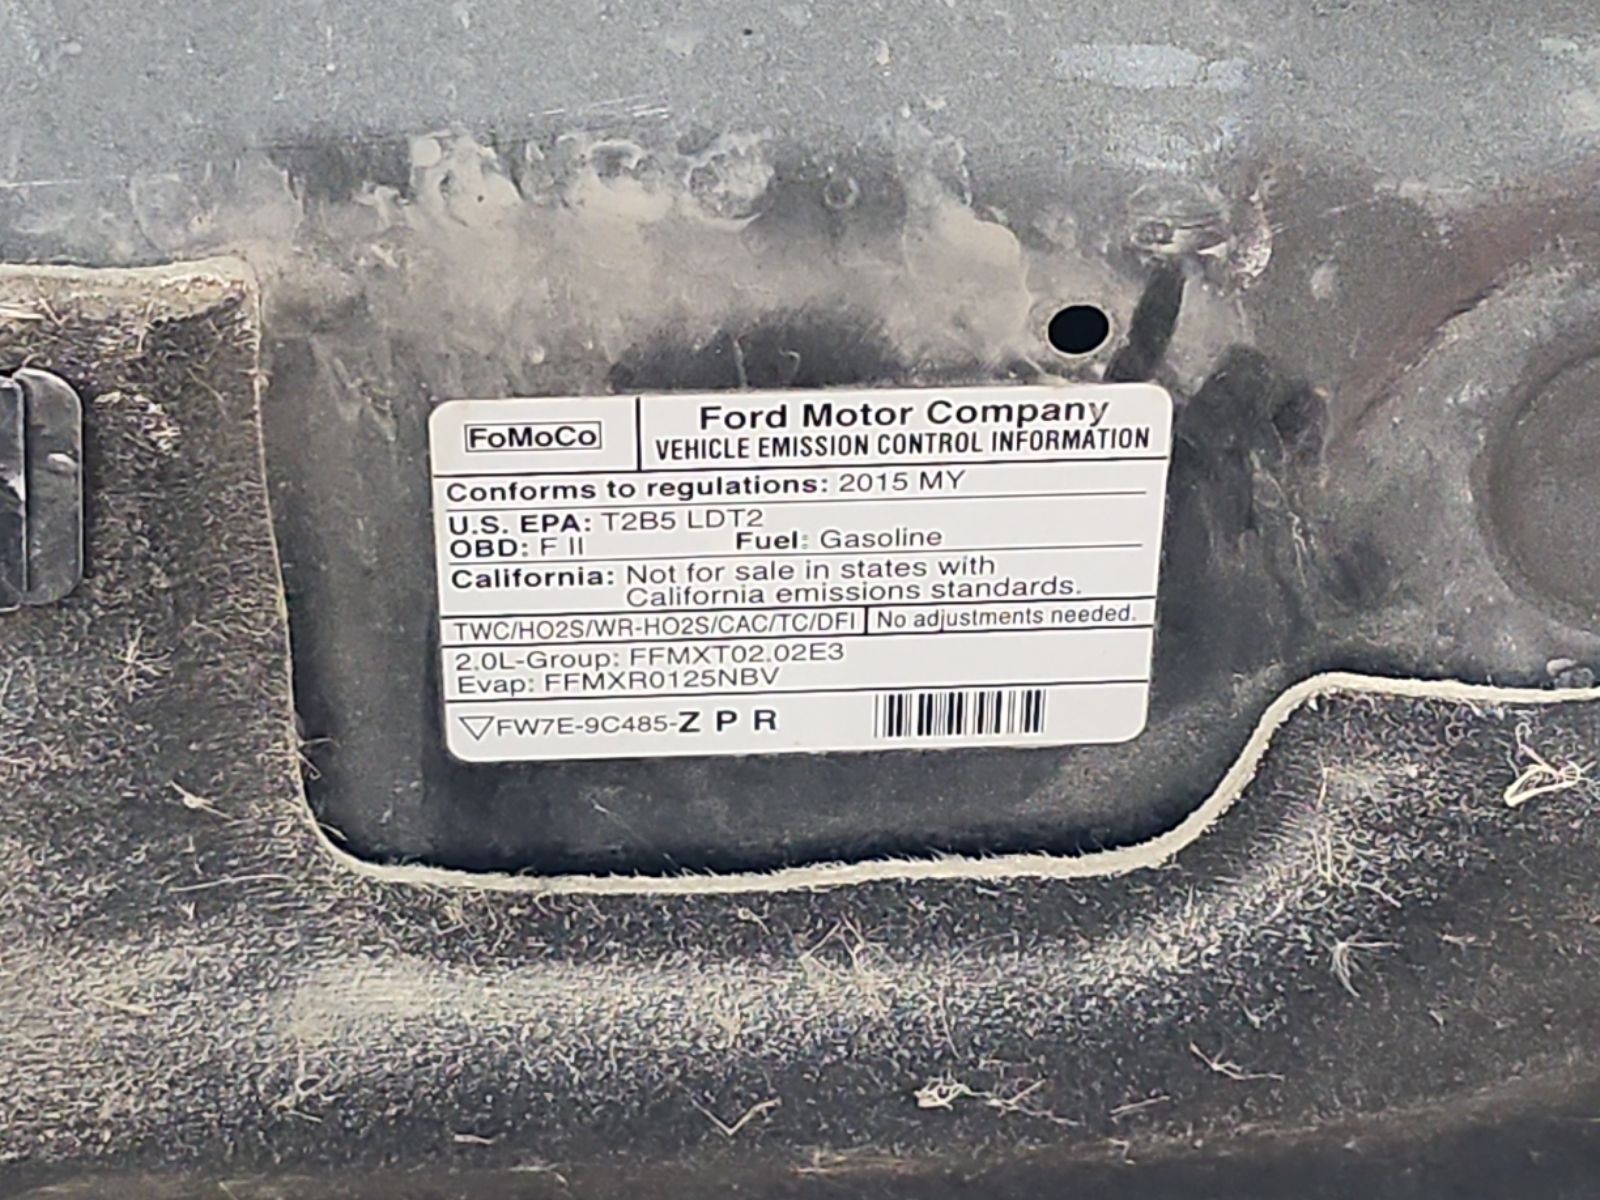 FoMoCo
Ford Motor Company
VEHICLE EMISSION CONTROL INFORMATION
Conforms to regulations: 2015 MY
U.S. EPA: T2B5 LDT2
OBD: F II Fuel: Gasoline
California: Not for sale in states with
California emissions standards.
TWC/HO2S/WR-HO2S/CAC/TC/DFI No adjustments needed.
2.0L-Group: FFMXT02.02E3
Evap: FFMXR0125NBV
▽FW7E-9C485-Z P R